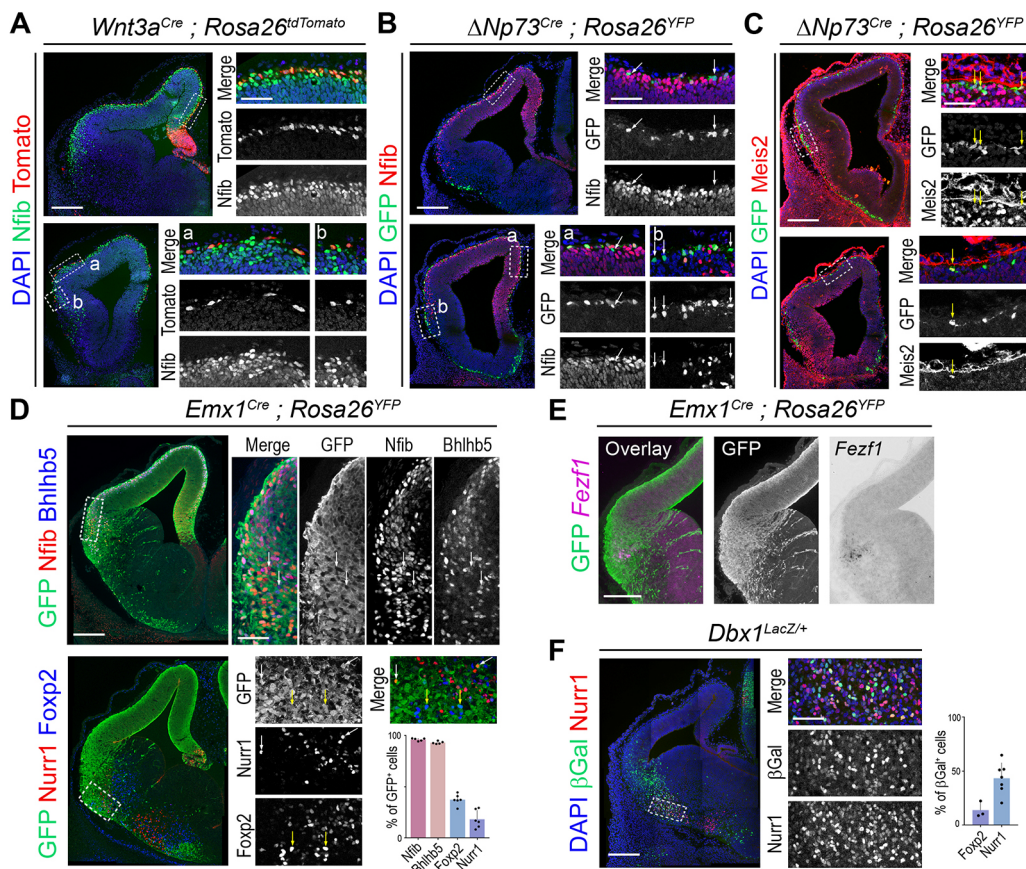 A
Wnt3aCre ; Rosa26tdTomato
DAPI Nfib Tomato
Merge
Tomato
Nfib
a
b
a
b
Merge
Tomato
Nfib
B
ΔNp73Cre ; Rosa26YFP
DAPI GFP Nfib
Merge
GFP
Nfib
a
b
a
b
Merge
GFP
Nfib
C
ΔNp73Cre ; Rosa26YFP
DAPI GFP Meis2
Merge
GFP
Meis2
Merge
GFP
Meis2
D
Emx1Cre ; Rosa26YFP
GFP Nfib Bhlhb5
Merge
GFP
Nfib
Bhlhb5
GFP Nurr1 Foxp2
GFP
Nurr1
Foxp2
Merge
% of GFP+ cells
100
50
0
Nfib
Bhlhb5
Foxp2
Nurr1
E
Emx1Cre ; Rosa26YFP
GFP Fezf1
Overlay
GFP
Fezf1
F
Dbx1LacZ/+
DAPI βGal Nurr1
Merge
βGal
Nurr1
% of βGal+ cells
100
50
0
Foxp2
Nurr1